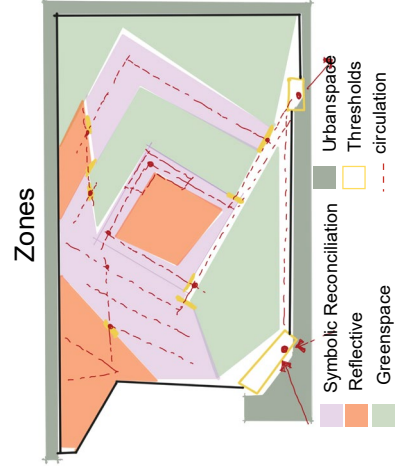 Zones
Symbolic Reconciliation
Reflective
Greenspace
Urbanspace
Thresholds
circulation